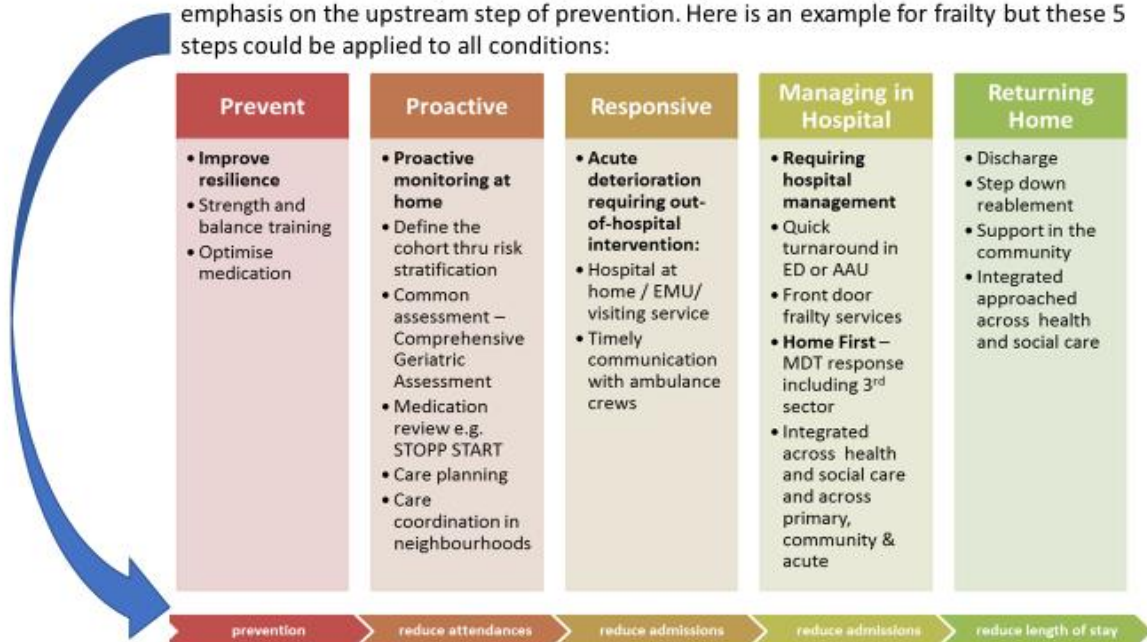 emphasis on the upstream step of prevention. Here is an example for frailty but these 5
steps could be applied to all conditions:
Prevent
• Improve
resilience
• Strength and
balance training
• Optimise
medication
Proactive
• Proactive
monitoring at
home
• Define the
cohort thru risk
stratification
• Common
assessment –
Comprehensive
Geriatric
Assessment
• Medication
review e.g.
STOPP START
• Care planning
• Care
coordination in
neighbourhoods
Responsive
• Acute
deterioration
requiring out-
of-hospital
intervention:
• Hospital at
home / EMU/
visiting service
• Timely
communication
with ambulance
crews
Managing in
Hospital
• Requiring
hospital
management
• Quick
turnaround in
ED or AAU
• Front door
frailty services
• Home First –
MDT response
including 3rd
sector
• Integrated
across health
and social care
and across
primary,
community &
acute
Returning
Home
• Discharge
• Step down
reablement
• Support in the
community
• Integrated
approached
across health
and social care
prevention
reduce attendances
reduce admissions
reduce admissions
reduce length of stay